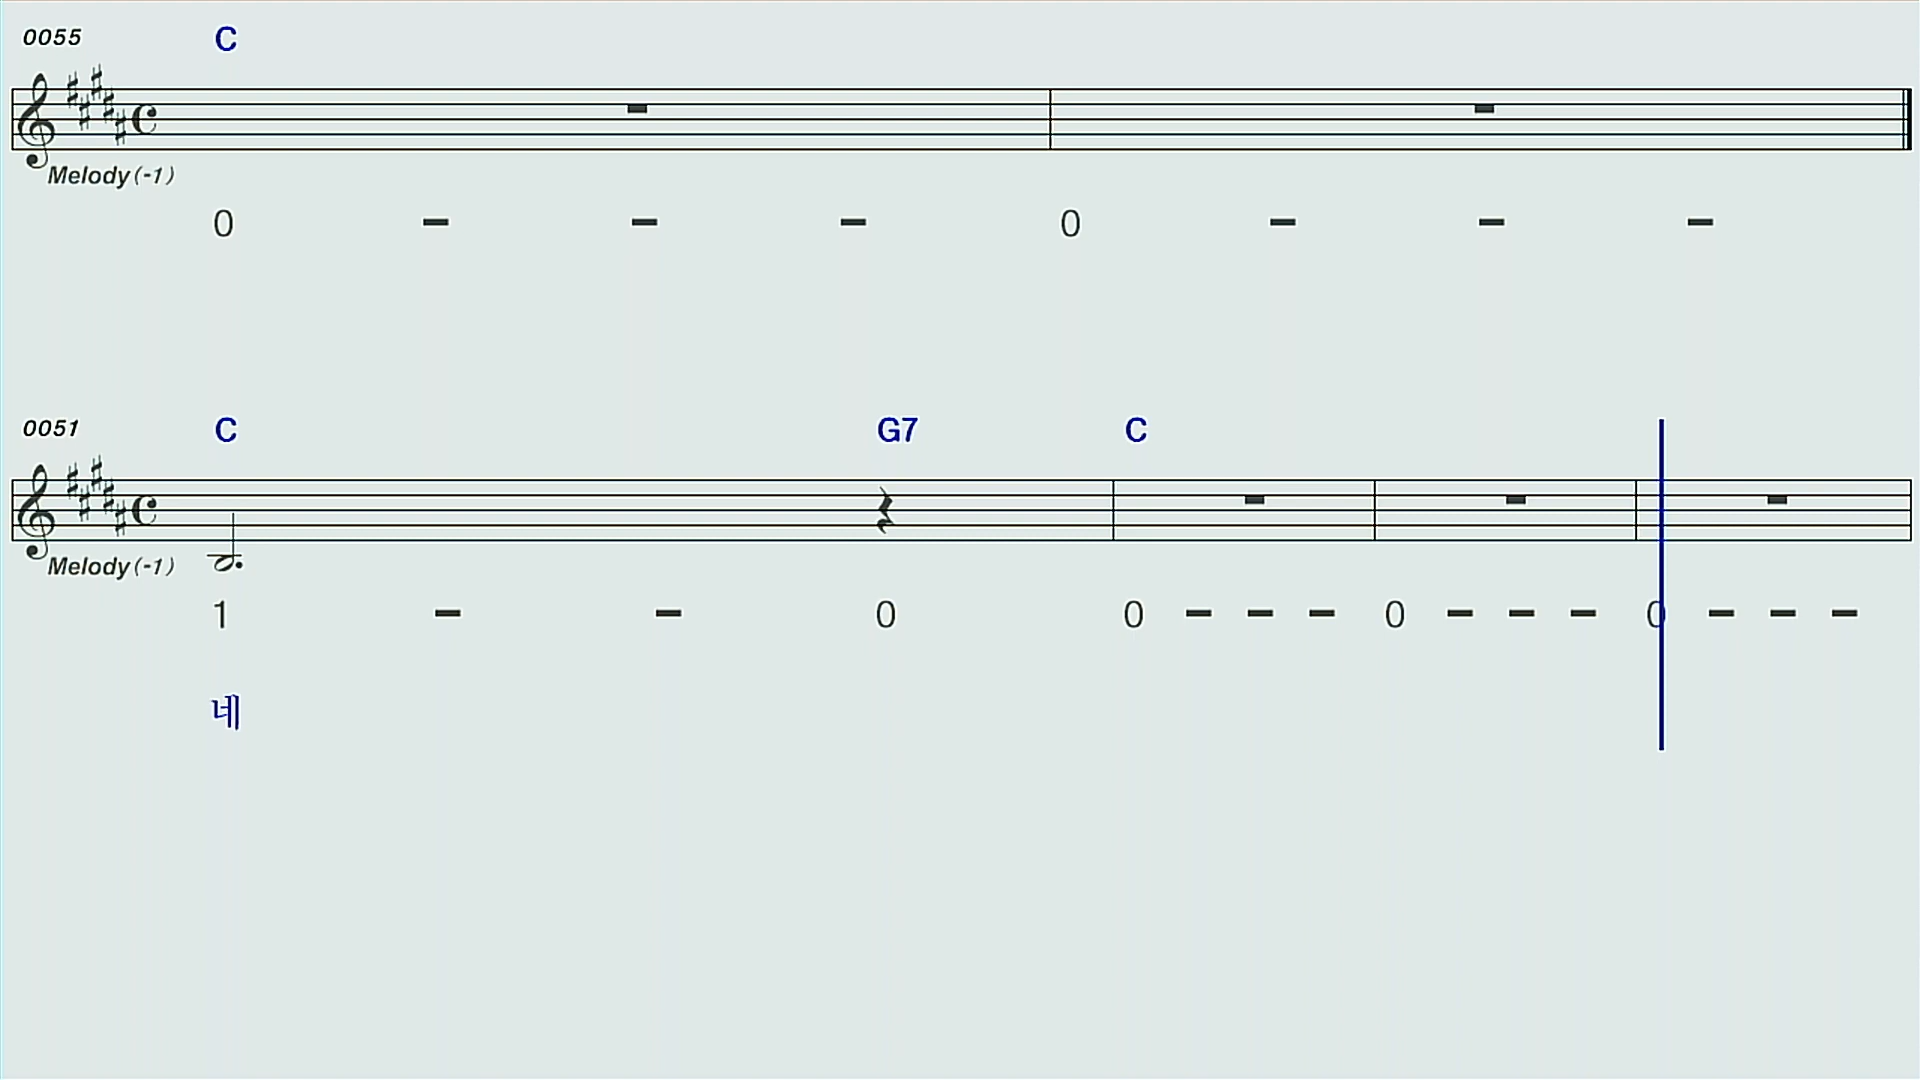 0055 C
Melody(-1)
0 - - - 0 - - -
0051 C G7 C
Melody(-1)
1 - - 0 0 - - - 0 - - - 0 - - -
네